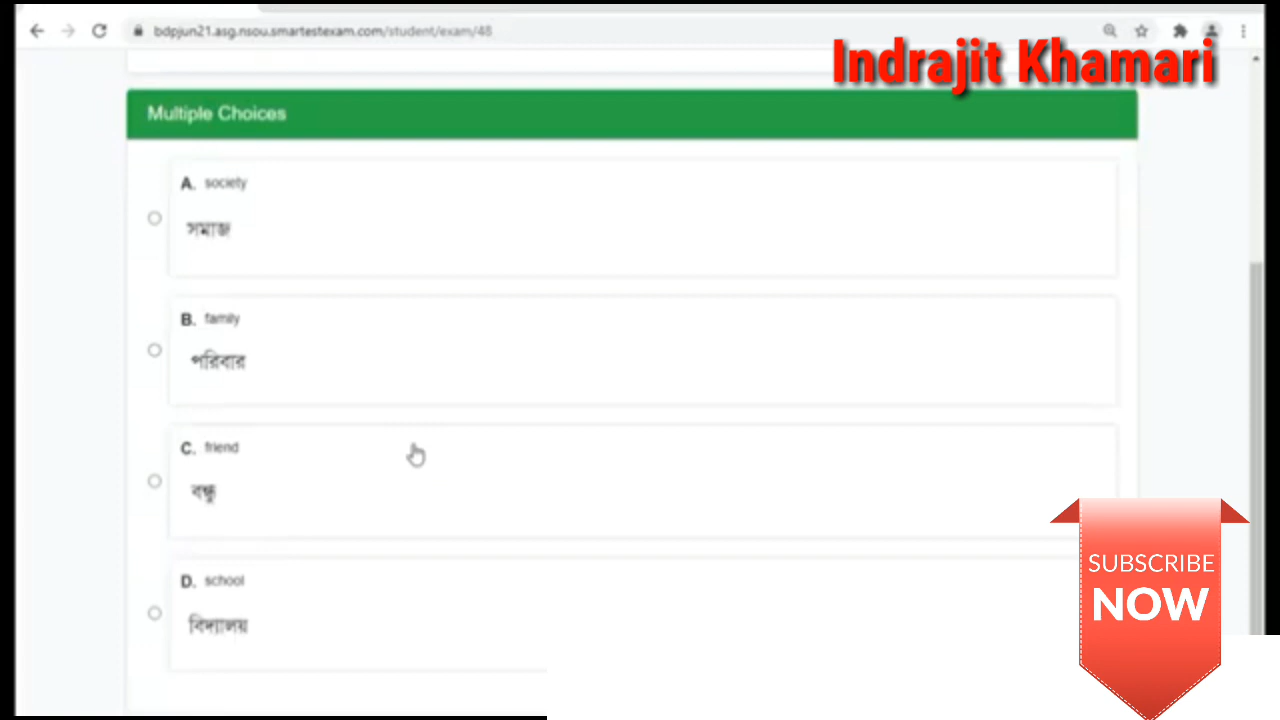 bdpjun21.asg.nsou.smartestexam.com/student/exam/48
Indrajit Khamari
Multiple Choices
A. society
সমাজ
B. family
পরিবার
C. friend
বন্ধু
D. school
বিদ্যালয়
SUBSCRIBE
NOW